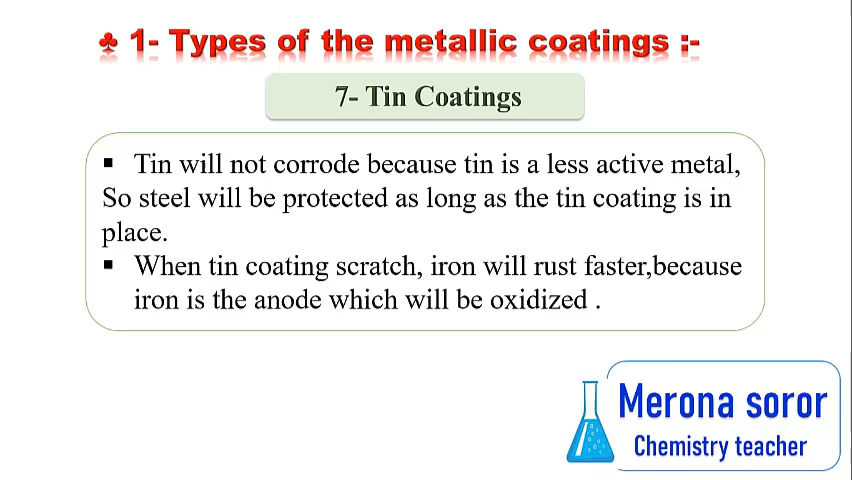 ♣ 1- Types of the metallic coatings :-
7- Tin Coatings
▪ Tin will not corrode because tin is a less active metal,
So steel will be protected as long as the tin coating is in
place.
▪ When tin coating scratch, iron will rust faster,because
iron is the anode which will be oxidized .
Merona soror
Chemistry teacher